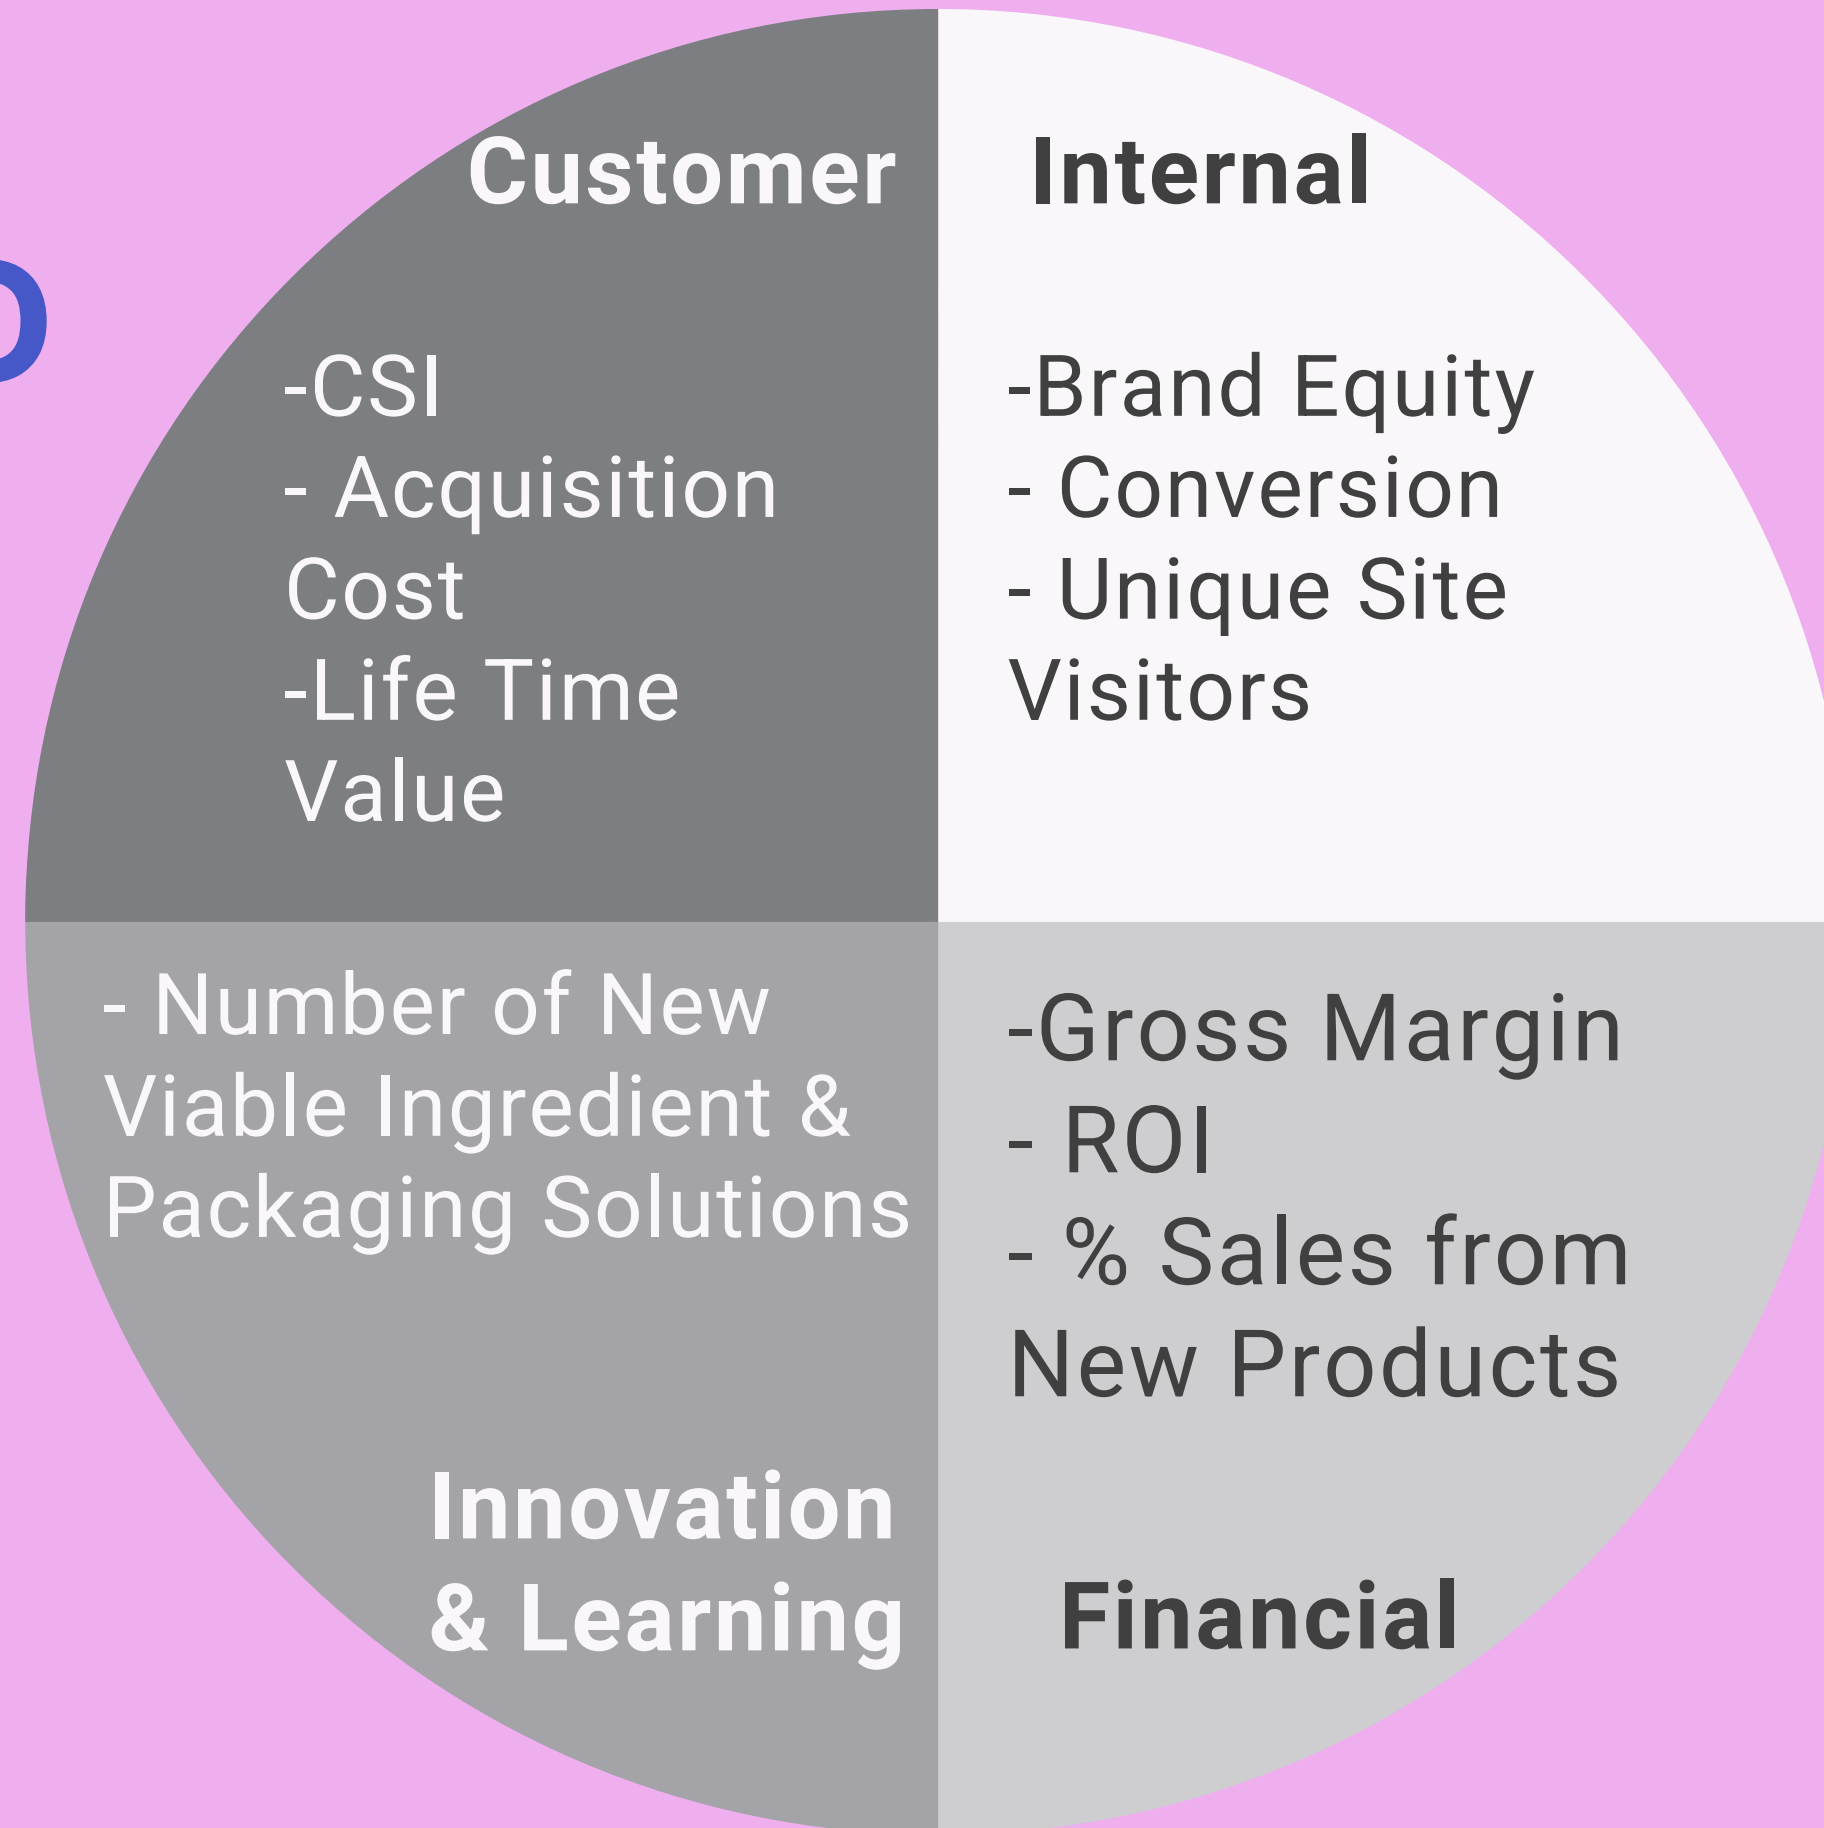 Customer
-CSI
- Acquisition
Cost
-Life Time
Value
Internal
-Brand Equity
- Conversion
- Unique Site
Visitors
- Number of New
Viable Ingredient &
Packaging Solutions
Innovation
& Learning
-Gross Margin
- ROI
- % Sales from
New Products
Financial